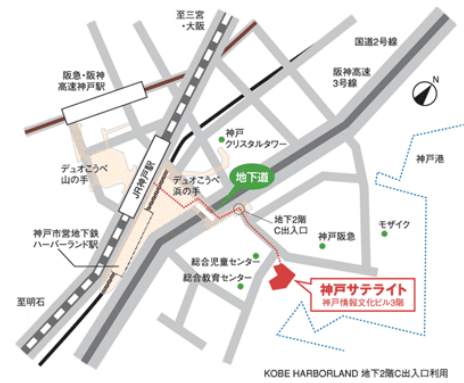 至三宮
・大阪
国道2号線
阪神高速
3号線
阪急・阪神
高速神戸駅
N
神戸
クリスタルタワー
神戸港
デュオこうべ
山の手
JR神戸駅
デュオこうべ
浜の手
地下道
地下2階
C出入口
モザイク
神戸阪急
神戸市営地下鉄
ハーバーランド駅
総合児童センター
総合教育センター
神戸サテライト
神戸情報文化ビル3階
至明石
KOBE HARBORLAND 地下2階C出入口利用